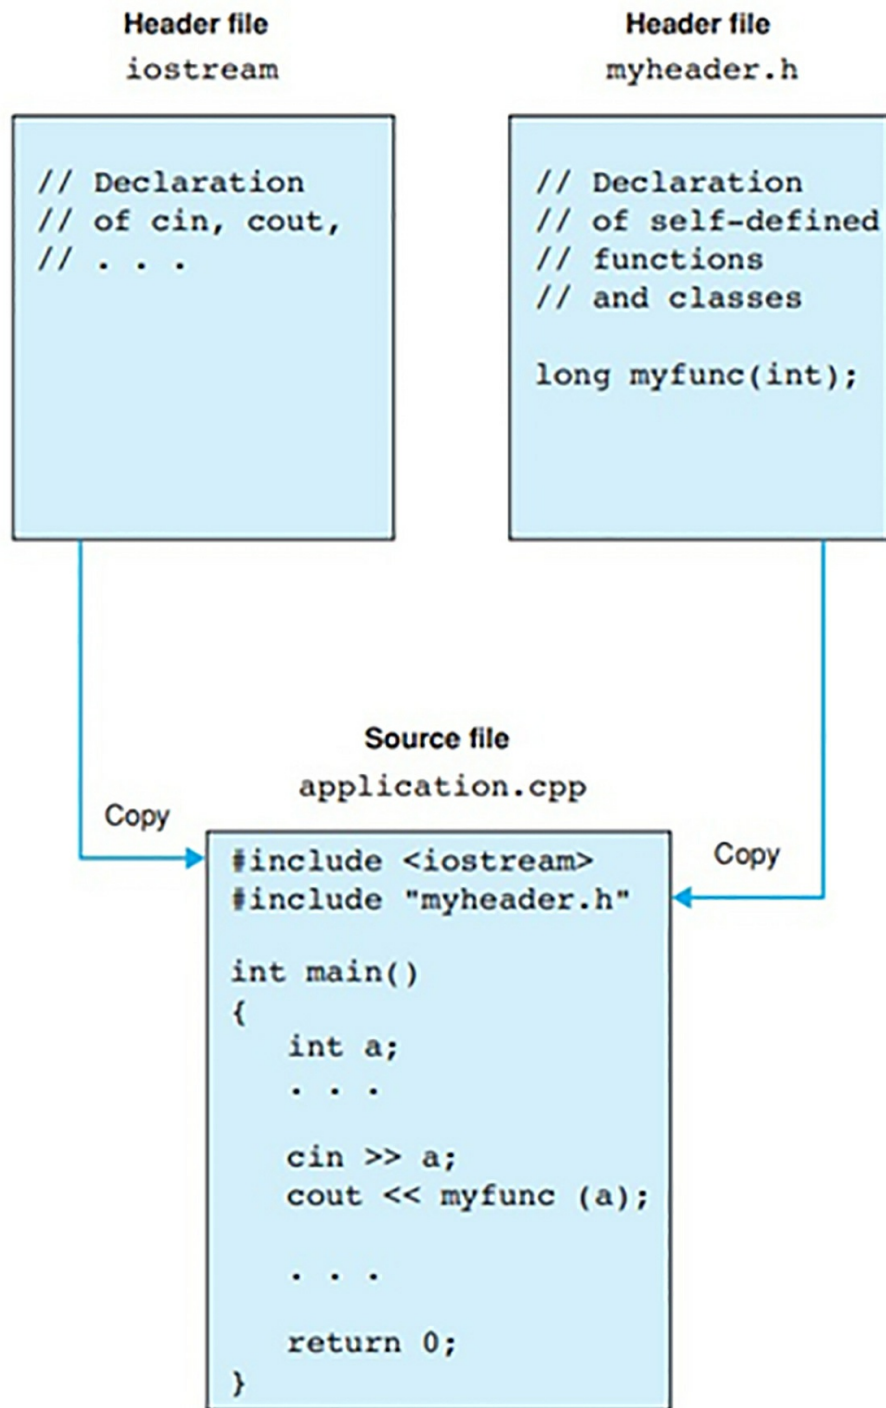 Header file
iostream
// Declaration
// of cin, cout,
// . . .
Header file
myheader.h
// Declaration
// of self-defined
// functions
// and classes
long myfunc(int);
Copy
Copy
Source file
application.cpp
#include <iostream>
#include "myheader.h"
int main()
{
int a;
. . .
cin >> a;
cout << myfunc (a);
. . .
return 0;
}